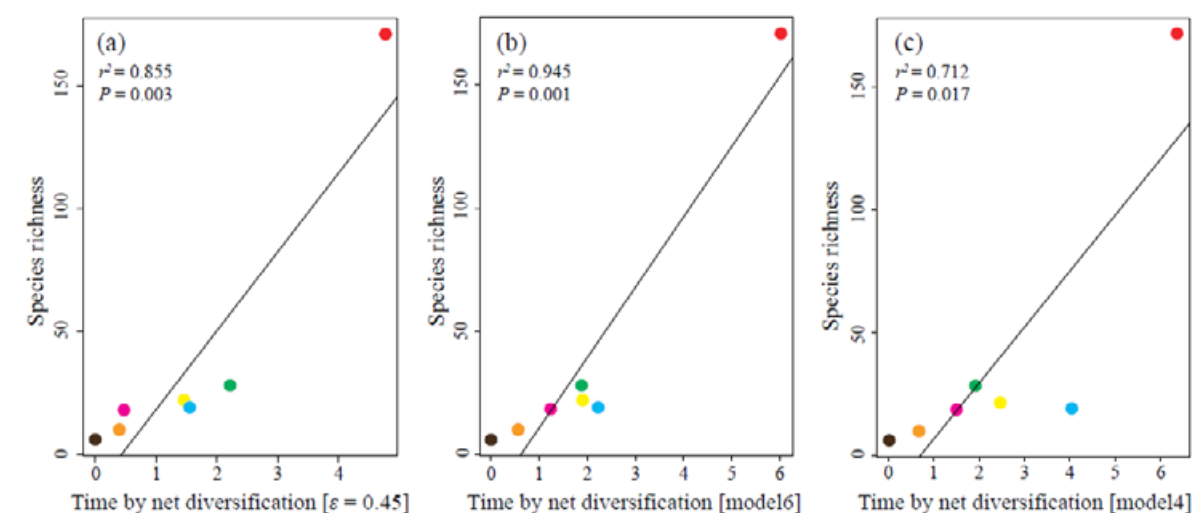 (a)
r² = 0.855
P = 0.003
Species richness
0
50
100
150
0 1 2 3 4
Time by net diversification [ε = 0.45]
(b)
r² = 0.945
P = 0.001
Species richness
0
50
100
150
0 1 2 3 4 5 6
Time by net diversification [model6]
(c)
r² = 0.712
P = 0.017
Species richness
0
50
100
150
0 1 2 3 4 5 6
Time by net diversification [model4]